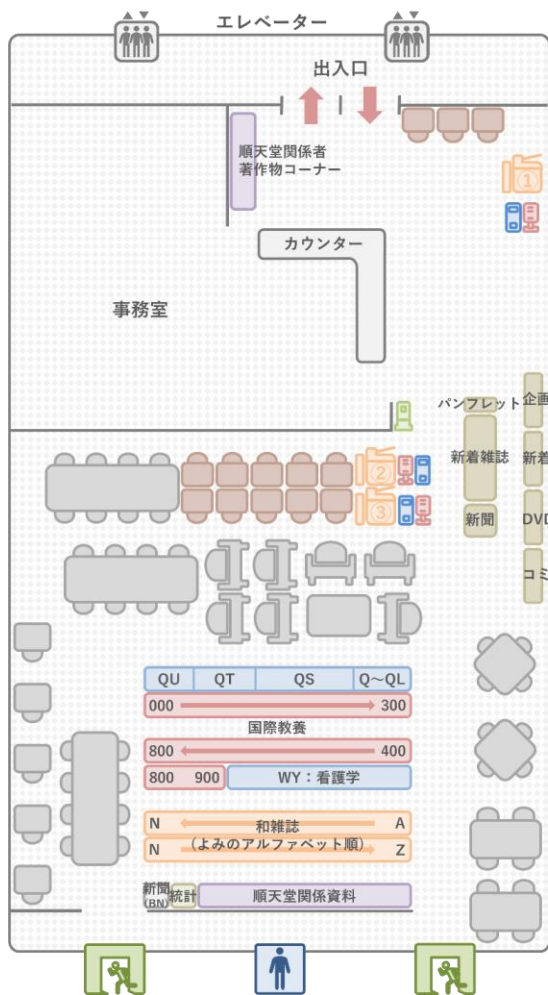 エレベーター
出入口
順天堂関係者
著作物コーナー
①
カウンター
事務室
パンフレット
企画
新着雑誌
新着
②
③
新聞
DVD
コミ
QU QT QS Q〜QL
000 300
国際教養
800 400
800 900 WY：看護学
N 和雑誌 A
(よみのアルファベット順)
N Z
新聞
(BN)
統計
順天堂関係資料